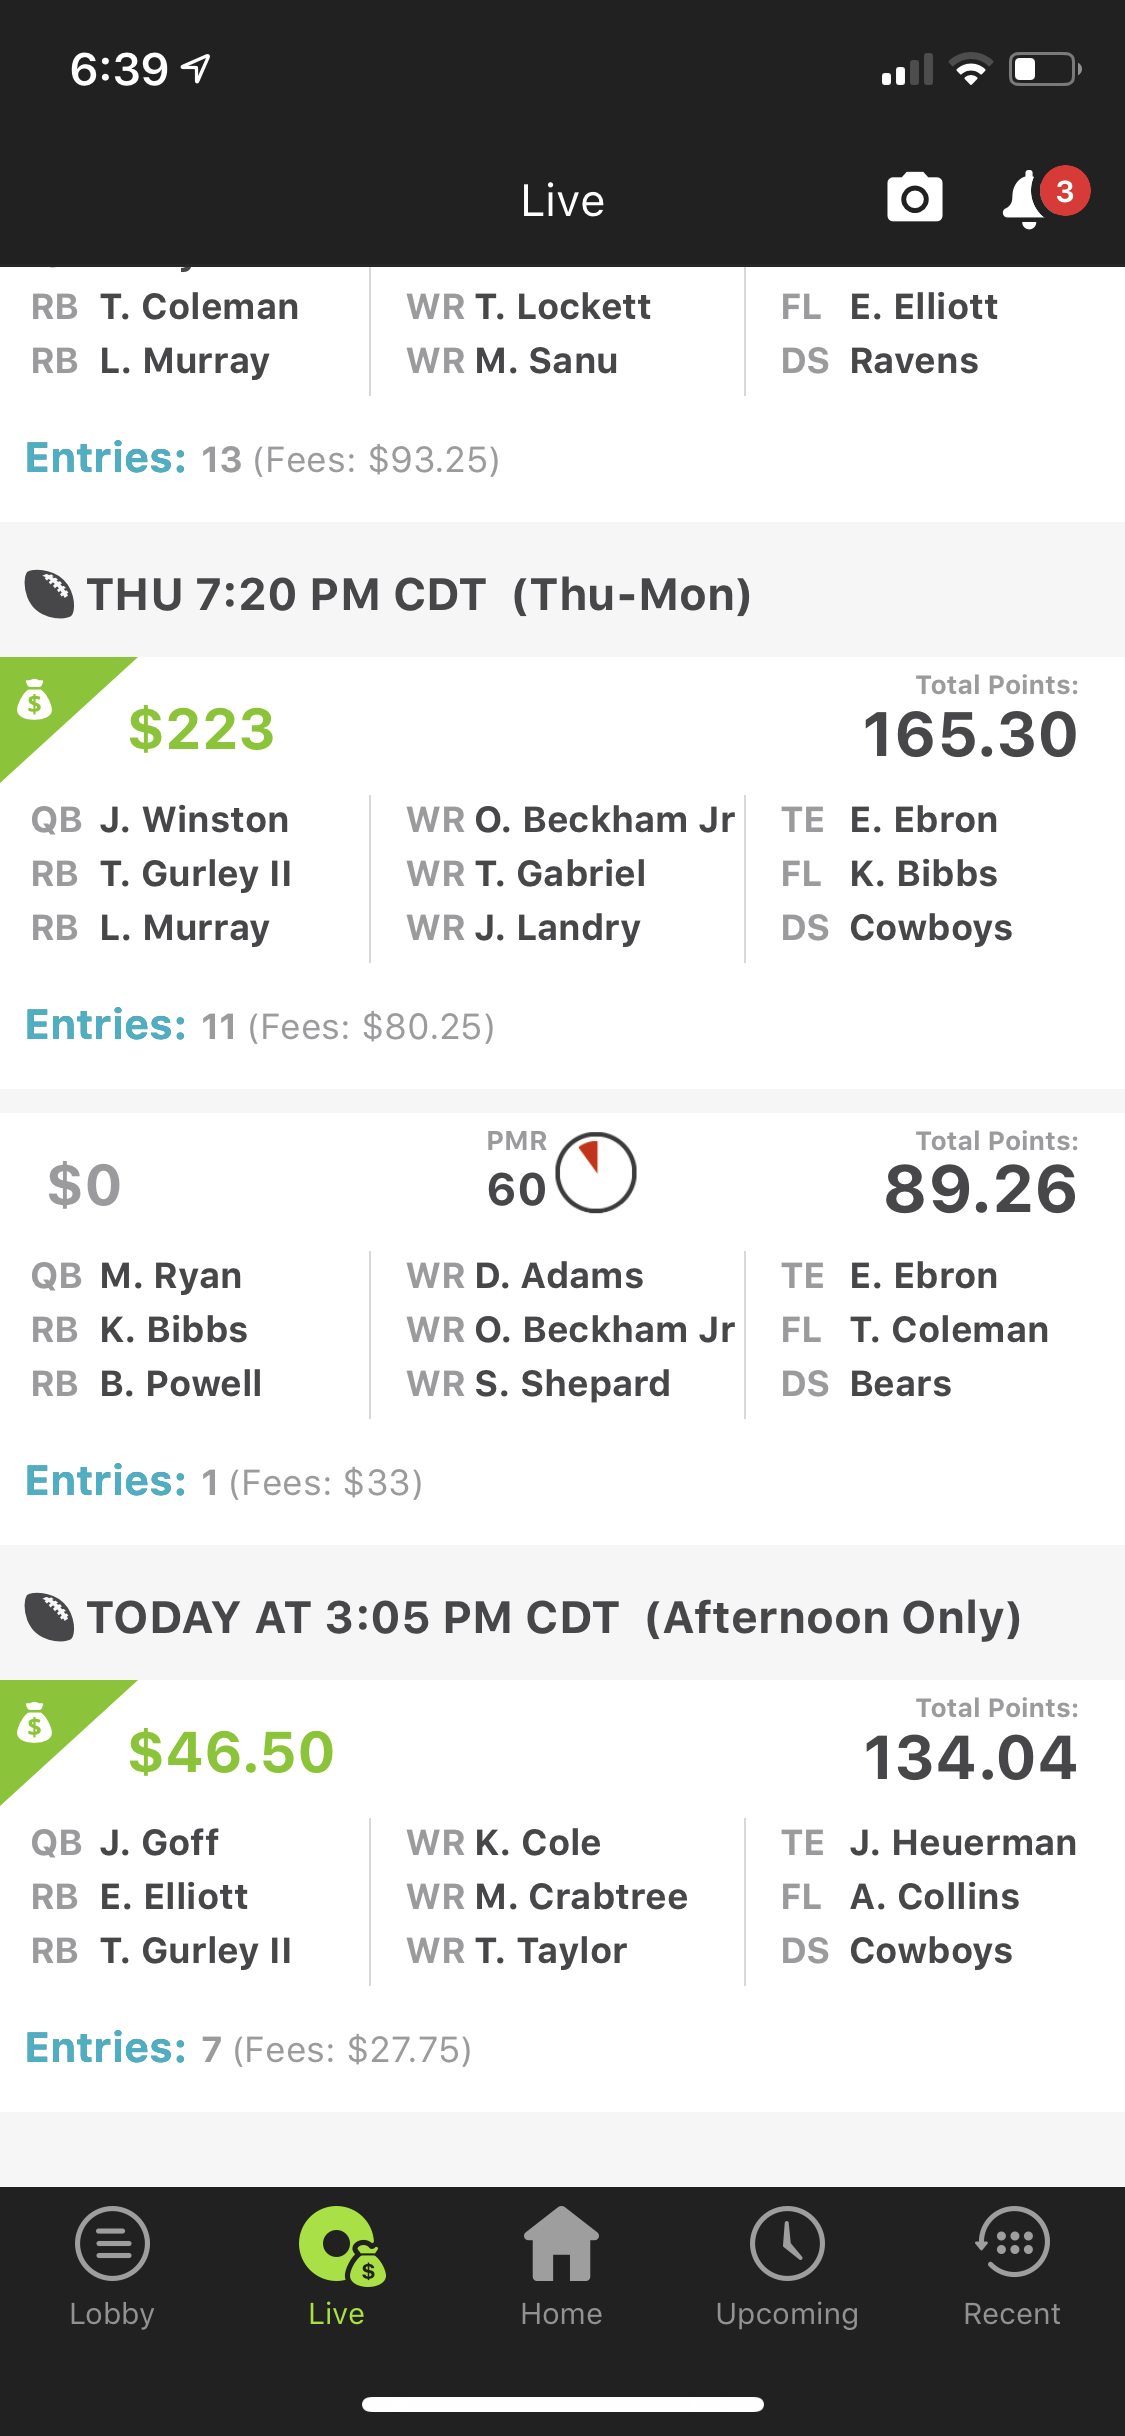 6:39
Live
3
RB T. Coleman WR T. Lockett FL E. Elliott
RB L. Murray WR M. Sanu DS Ravens
Entries: 13 (Fees: $93.25)
THU 7:20 PM CDT (Thu-Mon)
Total Points:
$ $223 165.30
QB J. Winston WR O. Beckham Jr TE E. Ebron
RB T. Gurley II WR T. Gabriel FL K. Bibbs
RB L. Murray WR J. Landry DS Cowboys
Entries: 11 (Fees: $80.25)
PMR Total Points:
$0 60 89.26
QB M. Ryan WR D. Adams TE E. Ebron
RB K. Bibbs WR O. Beckham Jr FL T. Coleman
RB B. Powell WR S. Shepard DS Bears
Entries: 1 (Fees: $33)
TODAY AT 3:05 PM CDT (Afternoon Only)
Total Points:
$ $46.50 134.04
QB J. Goff WR K. Cole TE J. Heuerman
RB E. Elliott WR M. Crabtree FL A. Collins
RB T. Gurley II WR T. Taylor DS Cowboys
Entries: 7 (Fees: $27.75)
$
Lobby Live Home Upcoming Recent